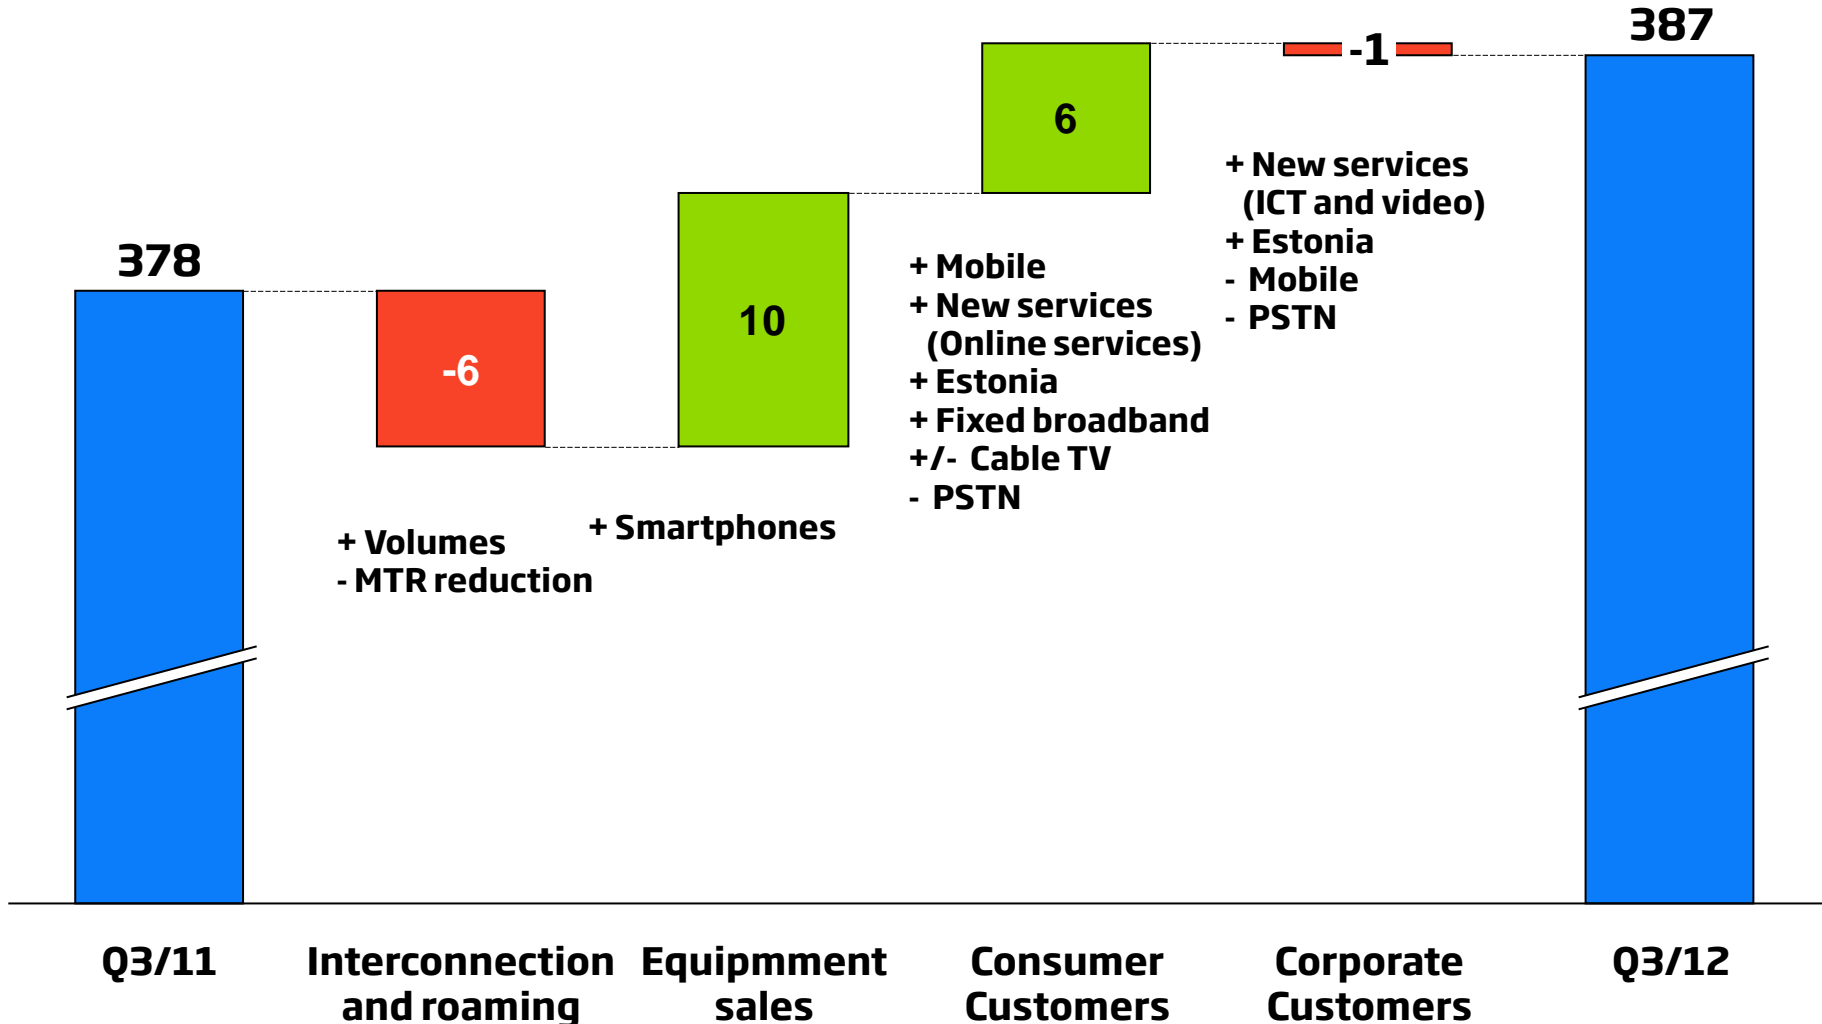 387
-1
6
+ New services
(ICT and video)
+ Estonia
- Mobile
- PSTN
378
+ Mobile
+ New services
(Online services)
+ Estonia
+ Fixed broadband
+/- Cable TV
- PSTN
10
-6
+ Smartphones
+ Volumes
- MTR reduction
Q3/11
Interconnection
and roaming
Equipmment
sales
Consumer
Customers
Corporate
Customers
Q3/12